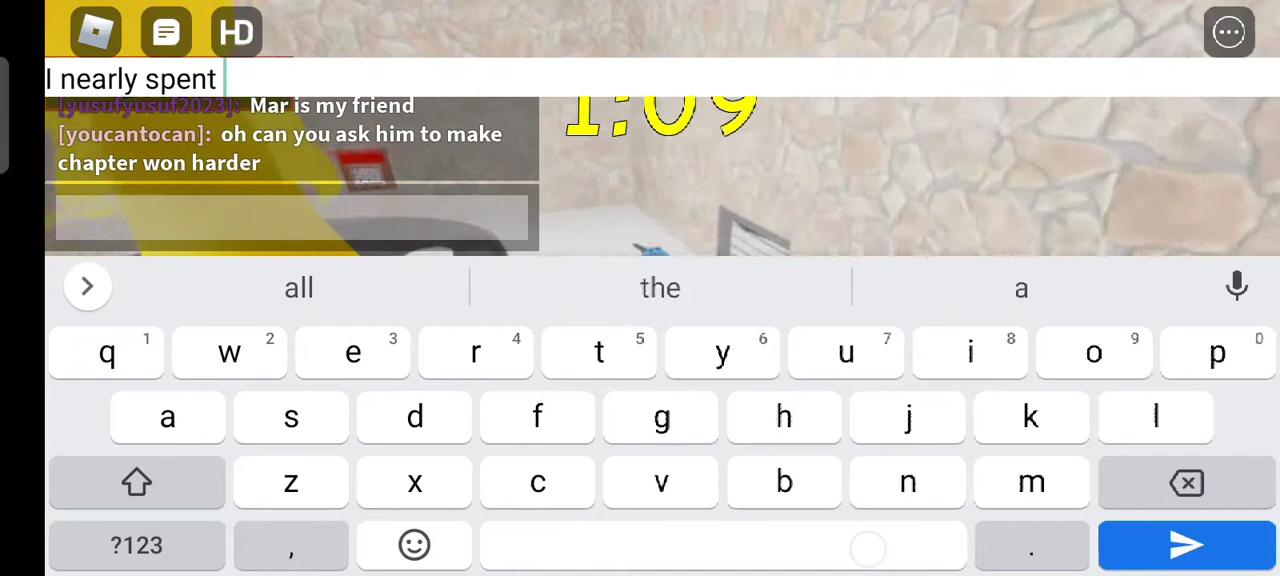 HD
I nearly spent
[yusufyusuf2023]: Mar is my friend
[youcantocan]: oh can you ask him to make
chapter won harder
1:09
all the a
q 1 w 2 e 3 r 4 t 5 y 6 u 7 i 8 o 9 p 0
a s d f g h j k l
z x c v b n m
?123 , .